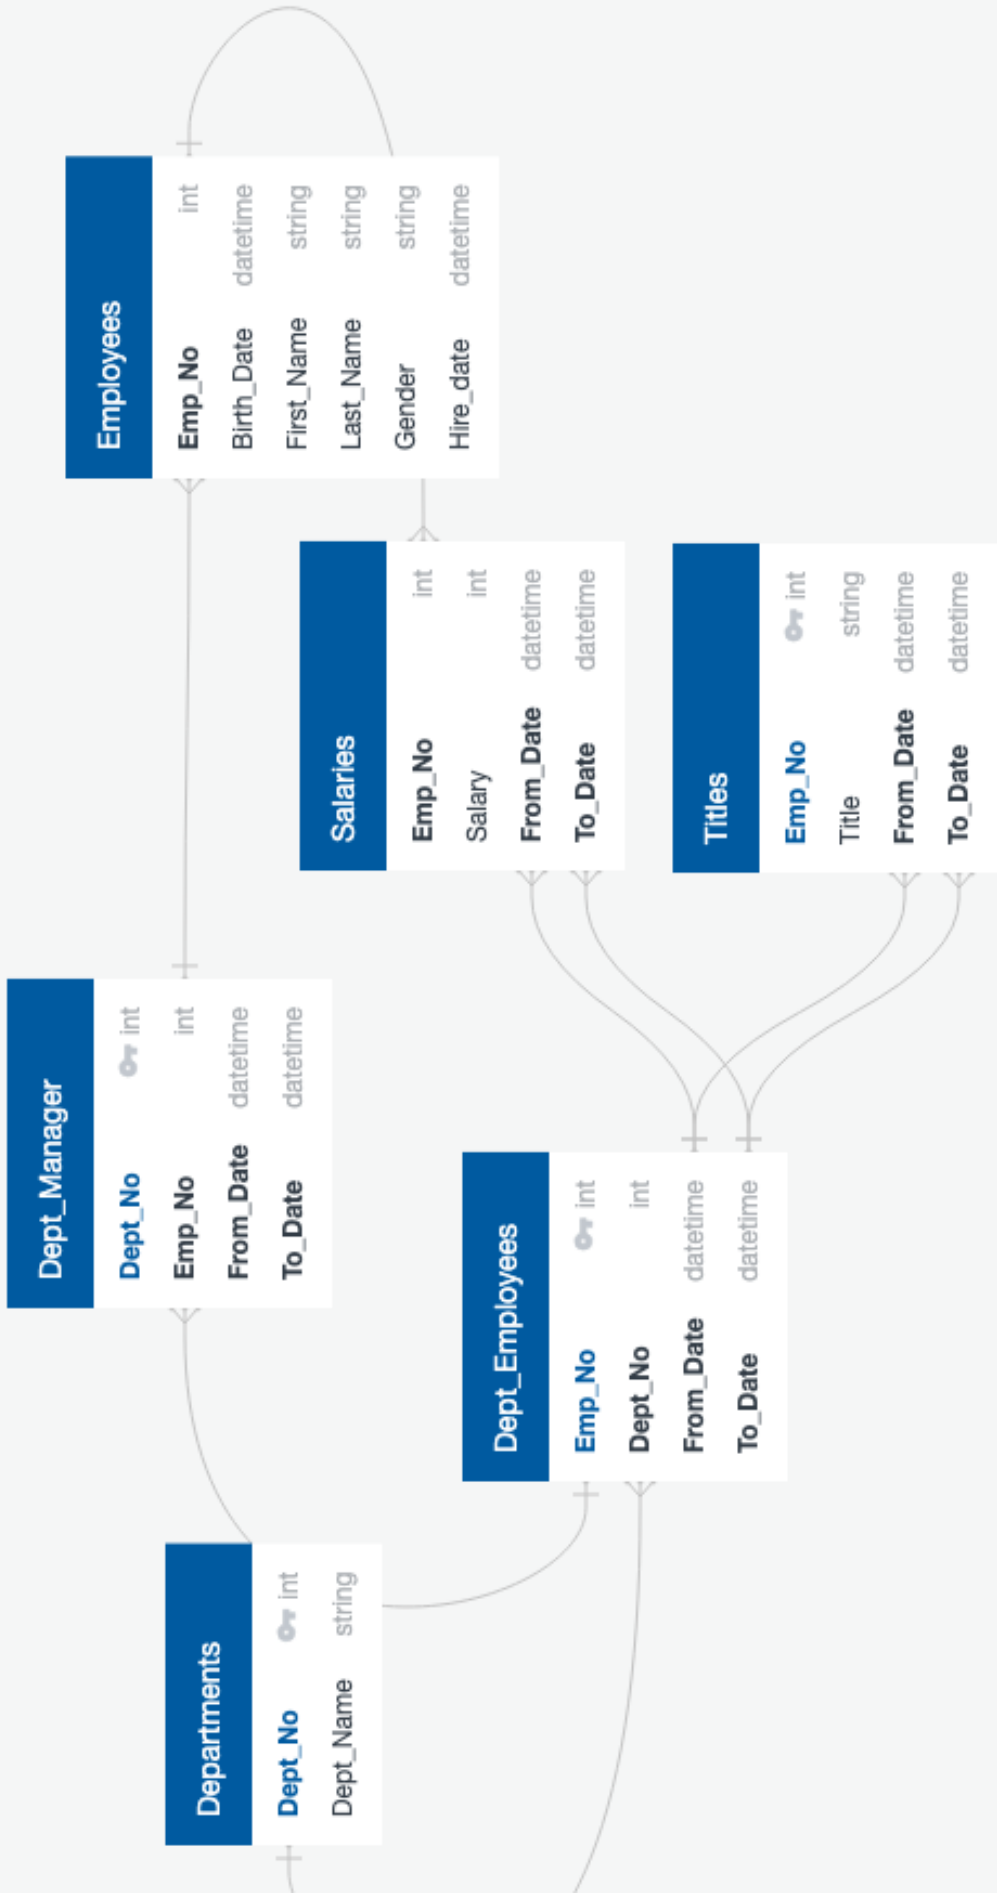 Departments
Dept_No int
Dept_Name string
Dept_Manager
Dept_No int
Emp_No int
From_Date datetime
To_Date datetime
Employees
Emp_No int
Birth_Date datetime
First_Name string
Last_Name string
Gender string
Hire_date datetime
Dept_Employees
Emp_No int
Dept_No int
From_Date datetime
To_Date datetime
Salaries
Emp_No int
Salary int
From_Date datetime
To_Date datetime
Titles
Emp_No int
Title string
From_Date datetime
To_Date datetime